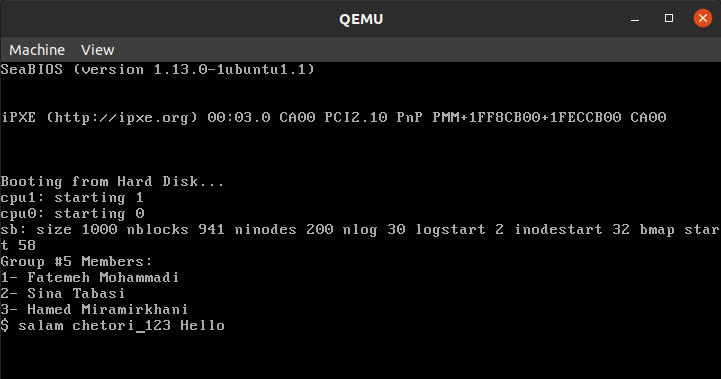 QEMU
Machine View
SeaBIOS (version 1.13.0-1ubuntu1.1)
iPXE (http://ipxe.org) 00:03.0 CA00 PCI2.10 PnP PMM+1FF8CB00+1FECCB00 CA00
Booting from Hard Disk...
cpu1: starting 1
cpu0: starting 0
sb: size 1000 nblocks 941 ninodes 200 nlog 30 logstart 2 inodestart 32 bmap star
t 58
Group #5 Members:
1- Fatemeh Mohammadi
2- Sina Tabasi
3- Hamed Miramirkhani
$ salam chetori_123 Hello